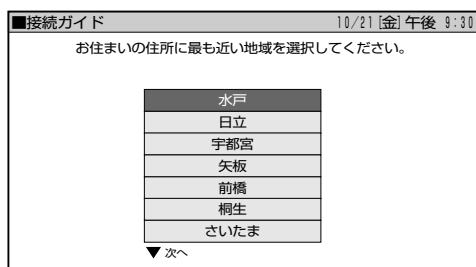 ■接続ガイド 10/21[金]午後 9:30
お住まいの住所に最も近い地域を選択してください。
水戸
日立
宇都宮
矢板
前橋
桐生
さいたま
▼ 次へ